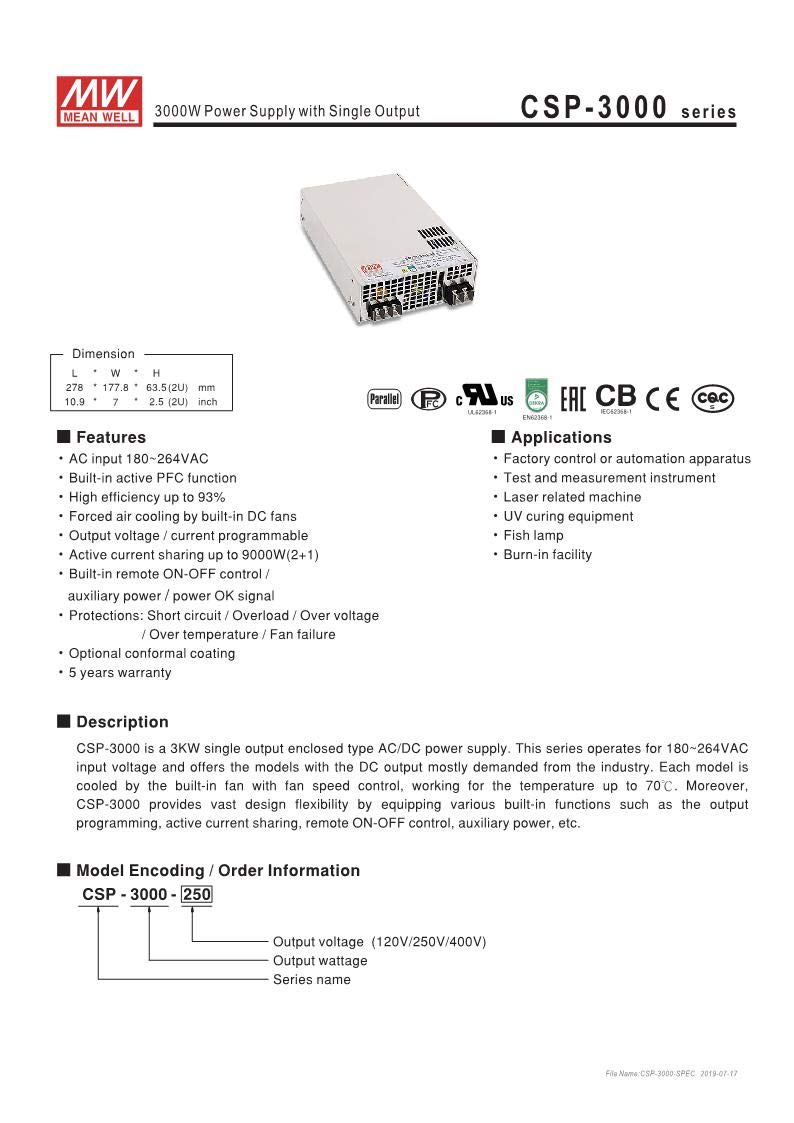 MW
MEAN WELL
3000W Power Supply with Single Output
CSP-3000 series
MW
Dimension
L * W * H
278 * 177.8 * 63.5(2U) mm
10.9 * 7 * 2.5 (2U) inch
Parallel
PFC
c RU US
UL62368-1
DEKRA
EN62368-1
EAC
CB
IEC62368-1
CE
CQC
S
■ Features
• AC input 180~264VAC
• Built-in active PFC function
• High efficiency up to 93%
• Forced air cooling by built-in DC fans
• Output voltage / current programmable
• Active current sharing up to 9000W(2+1)
• Built-in remote ON-OFF control /
auxiliary power / power OK signal
• Protections: Short circuit / Overload / Over voltage
/ Over temperature / Fan failure
• Optional conformal coating
• 5 years warranty
■ Applications
• Factory control or automation apparatus
• Test and measurement instrument
• Laser related machine
• UV curing equipment
• Fish lamp
• Burn-in facility
■ Description
CSP-3000 is a 3KW single output enclosed type AC/DC power supply. This series operates for 180~264VAC
input voltage and offers the models with the DC output mostly demanded from the industry. Each model is
cooled by the built-in fan with fan speed control, working for the temperature up to 70℃. Moreover,
CSP-3000 provides vast design flexibility by equipping various built-in functions such as the output
programming, active current sharing, remote ON-OFF control, auxiliary power, etc.
■ Model Encoding / Order Information
CSP - 3000 - 250
Output voltage (120V/250V/400V)
Output wattage
Series name
File Name:CSP-3000-SPEC 2019-07-17